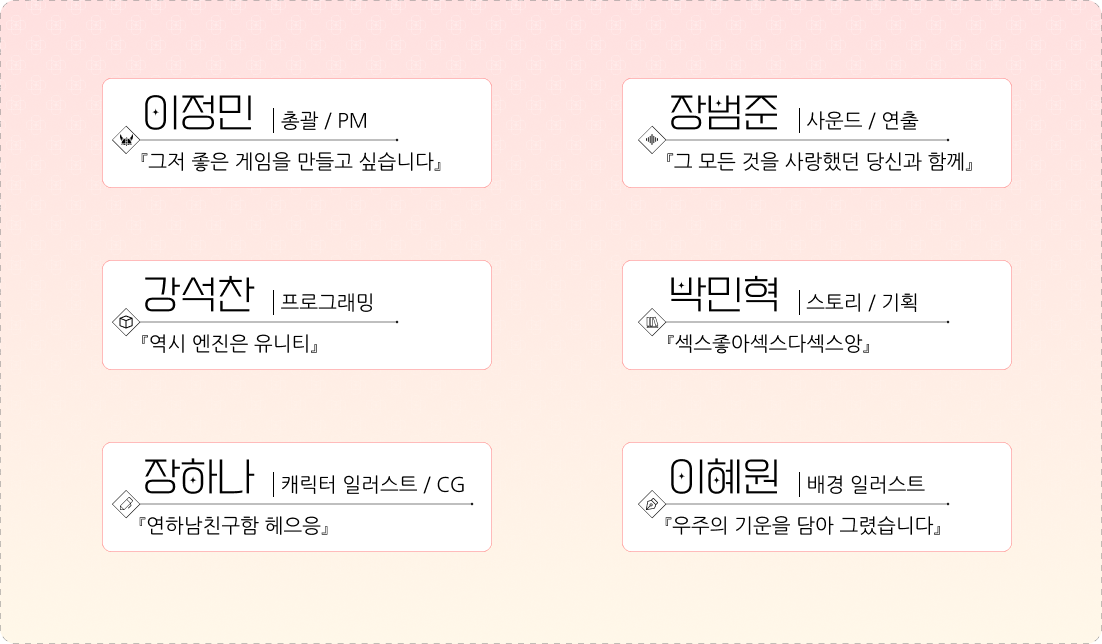 이정민 | 총괄 / PM
『그저 좋은 게임을 만들고 싶습니다』
장범준 | 사운드 / 연출
『그 모든 것을 사랑했던 당신과 함께』
강석찬 | 프로그래밍
『역시 엔진은 유니티』
박민혁 | 스토리 / 기획
『섹스좋아섹스다섹스앙』
장하나 | 캐릭터 일러스트 / CG
『연하남친구함 헤으응』
이혜원 | 배경 일러스트
『우주의 기운을 담아 그렸습니다』